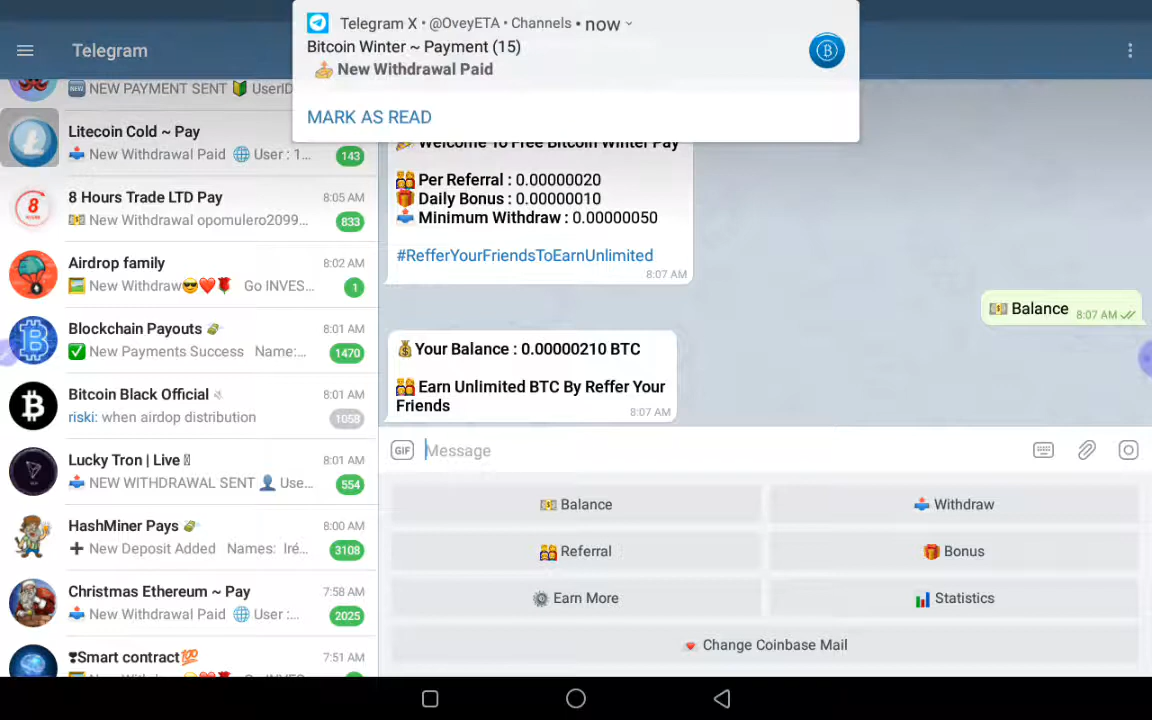 Telegram X • @OveyETA • Channels • now
Bitcoin Winter ~ Payment (15)
New Withdrawal Paid
MARK AS READ
Telegram
NEW PAYMENT SENT 🔰 UserID
Litecoin Cold ~ Pay
📥 New Withdrawal Paid 🌐 User : 1...
143
8 Hours Trade LTD Pay 8:05 AM
💵 New Withdrawal opomulero2099... 833
Airdrop family 8:02 AM
🖼️ New Withdraw😎❤️🌹 Go INVES... 1
Blockchain Payouts 💸 8:01 AM
✅ New Payments Success Name:... 1470
Bitcoin Black Official 8:01 AM
riski: when airdop distribution 1058
Lucky Tron | Live 8:01 AM
📥 NEW WITHDRAWAL SENT 👤 Use... 554
HashMiner Pays 💸 8:00 AM
➕ New Deposit Added Names: Iré... 3108
Christmas Ethereum ~ Pay 7:58 AM
📥 New Withdrawal Paid 🌐 User :... 2025
❣Smart contract💯 7:51 AM
Welcome To Free Bitcoin Winter Pay
👭 Per Referral : 0.00000020
🎁 Daily Bonus : 0.00000010
📤 Minimum Withdraw : 0.00000050
#RefferYourFriendsToEarnUnlimited
8:07 AM
💵 Balance 8:07 AM
💰Your Balance : 0.00000210 BTC
👭 Earn Unlimited BTC By Reffer Your
Friends
8:07 AM
GIF Message
💵 Balance
📤 Withdraw
👭 Referral
🎁 Bonus
Earn More
📊 Statistics
💌 Change Coinbase Mail